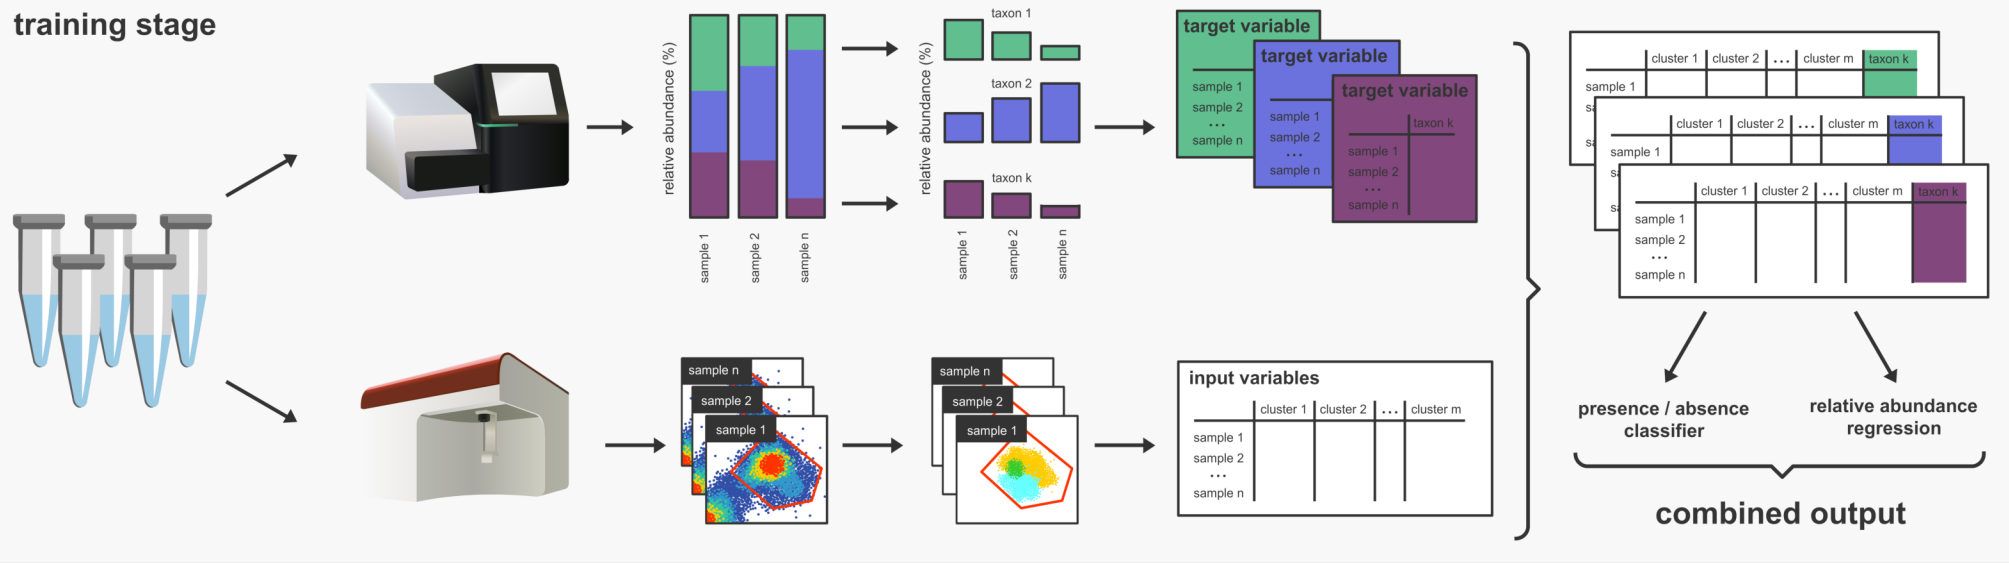 training stage
relative abundance (%)
sample 1
sample 2
sample n
relative abundance (%)
taxon 1
taxon 2
taxon k
sample 1
sample 2
sample n
target variable
sample 1
sample 2
...
sample n
target variable
sample 1
sample 2
...
sample n
target variable
taxon k
sample 1
sample 2
...
sample n
sample n
sample 2
sample 1
sample n
sample 2
sample 1
input variables
cluster 1 cluster 2 ... cluster m
sample 1
sample 2
...
sample n
cluster 1 cluster 2 ... cluster m taxon k
sample 1
cluster 1 cluster 2 ... cluster m taxon k
sample 1
cluster 1 cluster 2 ... cluster m taxon k
sample 1
sample 2
...
sample n
presence / absence
classifier
relative abundance
regression
combined output